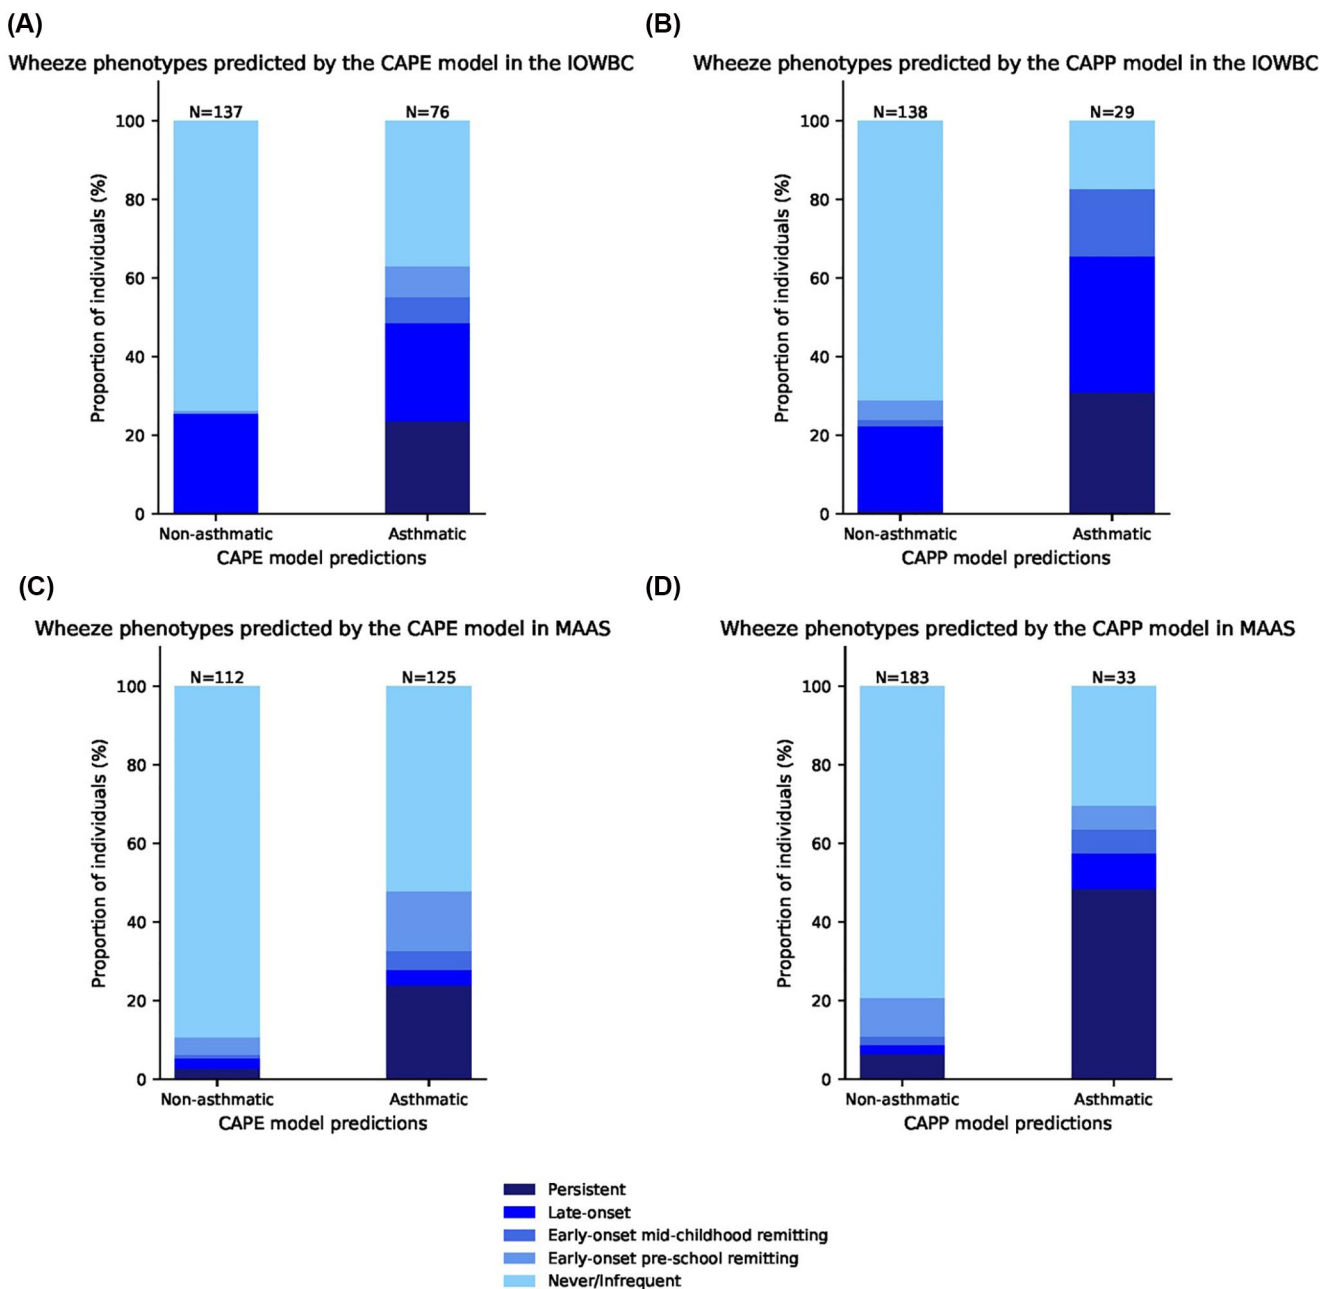 (A)
Wheeze phenotypes predicted by the CAPE model in the IOWBC
N=137
N=76
100
80
60
40
20
0
Proportion of individuals (%)
Non-asthmatic
Asthmatic
CAPE model predictions
(B)
Wheeze phenotypes predicted by the CAPP model in the IOWBC
N=138
N=29
100
80
60
40
20
0
Proportion of individuals (%)
Non-asthmatic
Asthmatic
CAPP model predictions
(C)
Wheeze phenotypes predicted by the CAPE model in MAAS
N=112
N=125
100
80
60
40
20
0
Proportion of individuals (%)
Non-asthmatic
Asthmatic
CAPE model predictions
(D)
Wheeze phenotypes predicted by the CAPP model in MAAS
N=183
N=33
100
80
60
40
20
0
Proportion of individuals (%)
Non-asthmatic
Asthmatic
CAPP model predictions
Persistent
Late-onset
Early-onset mid-childhood remitting
Early-onset pre-school remitting
Never/Infrequent